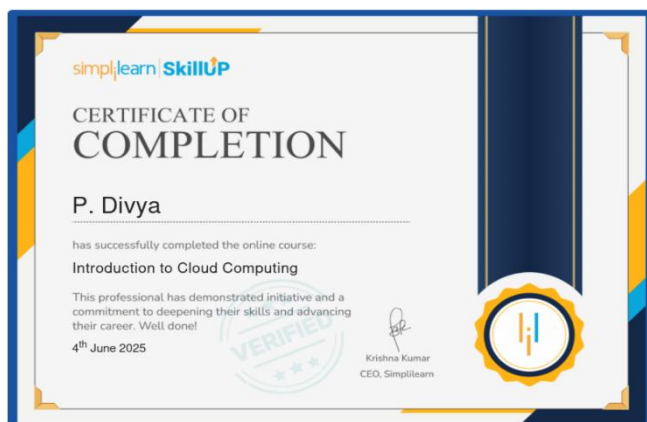 simplilearn | SkillUP
CERTIFICATE OF
COMPLETION
P. Divya
has successfully completed the online course:
Introduction to Cloud Computing
This professional has demonstrated initiative and a
commitment to deepening their skills and advancing
their career. Well done!
4th June 2025
VERIFIED
Krishna Kumar
CEO, Simplilearn